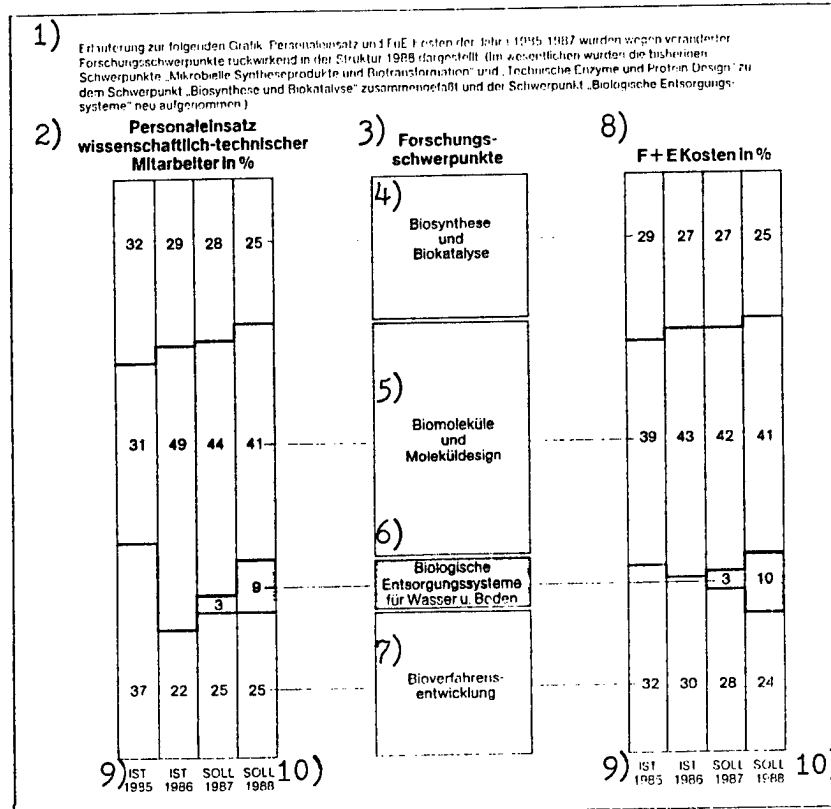 1) Erläuterung zur folgenden Grafik: Personaleinsatz und FuE Kosten der Jahre 1985-1987 wurden wegen veränderter
Forschungsschwerpunkte rückwirkend in der Struktur 1988 dargestellt (Im wesentlichen wurden die bisherigen
Schwerpunkte „Mikrobielle Syntheseprodukte und Biotransformation" und „Technische Enzyme und Protein Design" zu
dem Schwerpunkt „Biosynthese und Biokatalyse" zusammengefaßt und der Schwerpunkt „Biologische Entsorgungs-
systeme" neu aufgenommen)
2) Personaleinsatz
wissenschaftlich-technischer
Mitarbeiter in %
3) Forschungs-
schwerpunkte
8) F+E Kosten in %
4) Biosynthese
und
Biokatalyse
32 29 28 25
29 27 27 25
5) Biomoleküle
und
Moleküldesign
31 49 44 41
39 43 42 41
6) Biologische
Entsorgungssysteme
für Wasser u. Boden
3 9
3 10
7) Bioverfahrens-
entwicklung
37 22 25 25
32 30 28 24
9) IST IST SOLL SOLL 10)
1985 1986 1987 1988
9) IST IST SOLL SOLL 10)
1985 1986 1987 1988